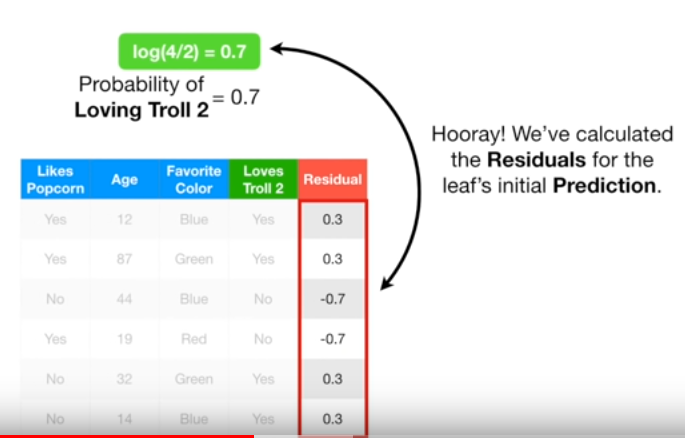 log(4/2) = 0.7
Probability of
Loving Troll 2 = 0.7
Hooray! We've calculated
the Residuals for the
leaf's initial Prediction.
Likes Popcorn Age Favorite Color Loves Troll 2 Residual
Yes 12 Blue Yes 0.3
Yes 87 Green Yes 0.3
No 44 Blue No -0.7
Yes 19 Red No -0.7
No 32 Green Yes 0.3
No 14 Blue Yes 0.3